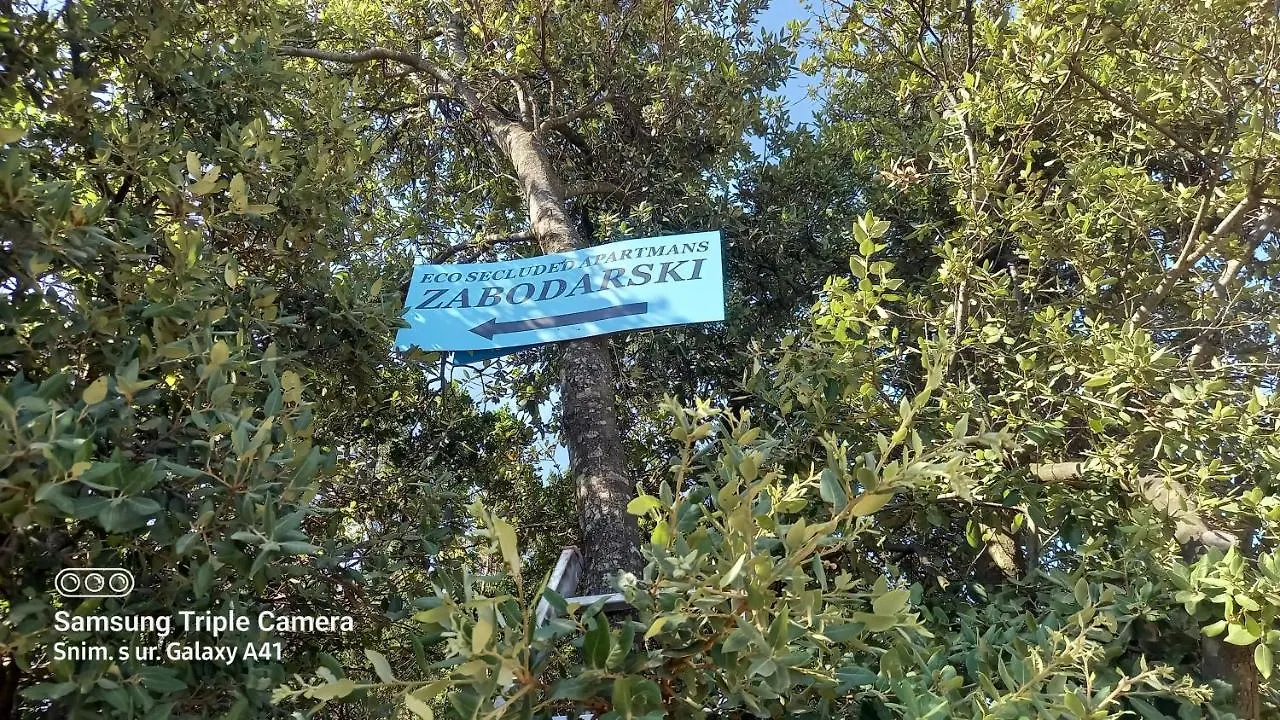 ECO SECLUDED APARTMANS
ZABODARSKI
Samsung Triple Camera
Snim. s ur. Galaxy A41